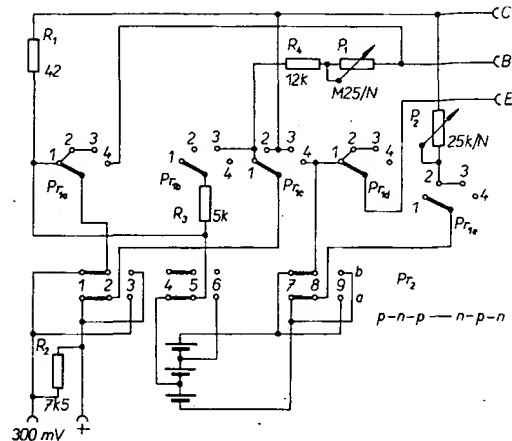 C
R1
42
R4
12k
P1
M25/N
B
E
P2
25k/N
1 2 3 4
Pr1a
1 2 3 4
Pr1b
R3
5k
1 2 3 4
Pr1c
1 2 3 4
Pr1d
1 2 3 4
Pr1e
1 2 3
4 5 6
7 8 9
b
a
Pr2
p-n-p — n-p-n
R2
7k5
300 mV
+